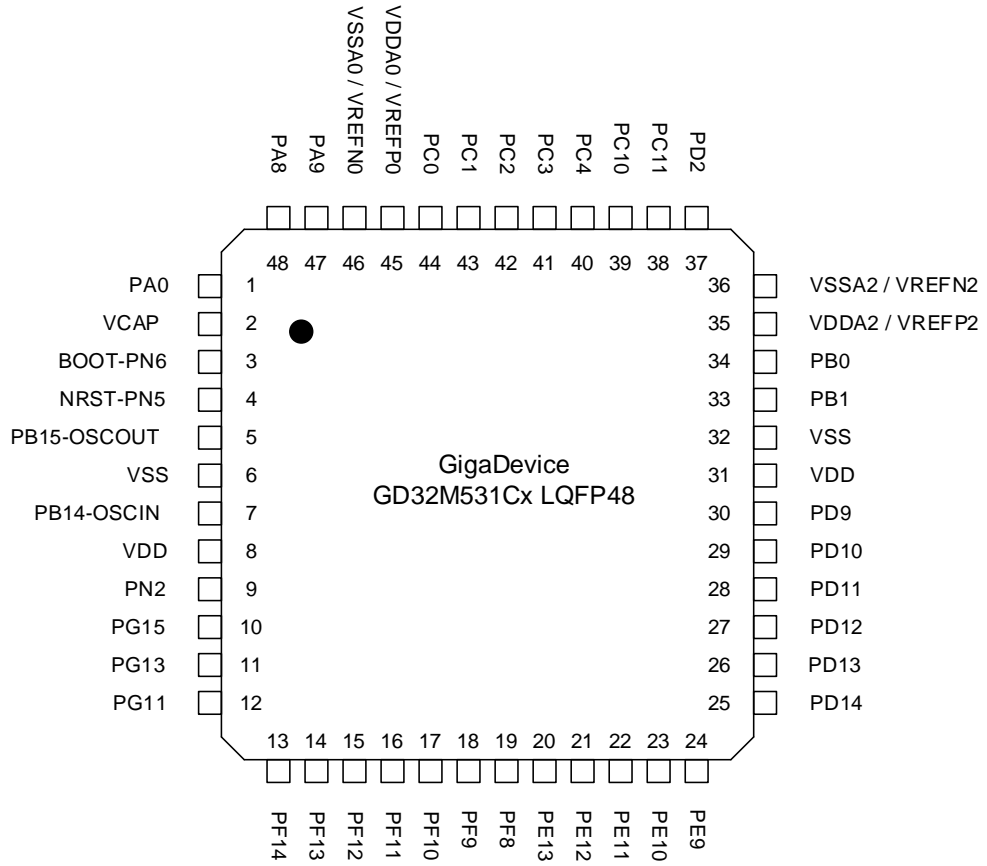 VSSA0 / VREFN0
VDDA0 / VREFP0
PA8
PA9
PC0
PC1
PC2
PC3
PC4
PC10
PC11
PD2
48 47 46 45 44 43 42 41 40 39 38 37
PA0 1 36 VSSA2 / VREFN2
VCAP 2 35 VDDA2 / VREFP2
BOOT-PN6 3 34 PB0
NRST-PN5 4 33 PB1
PB15-OSCOUT 5 32 VSS
VSS 6 31 VDD
GigaDevice
GD32M531Cx LQFP48
PB14-OSCIN 7 30 PD9
VDD 8 29 PD10
PN2 9 28 PD11
PG15 10 27 PD12
PG13 11 26 PD13
PG11 12 25 PD14
13 14 15 16 17 18 19 20 21 22 23 24
PF14
PF13
PF12
PF11
PF10
PF9
PF8
PE13
PE12
PE11
PE10
PE9